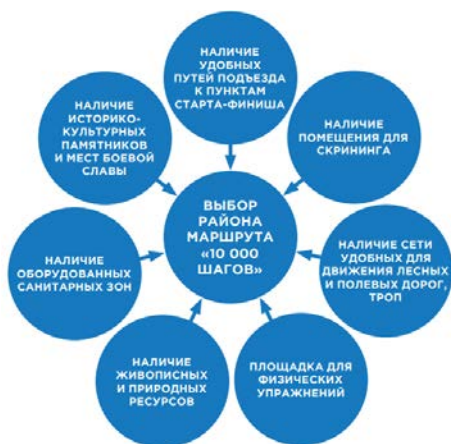 НАЛИЧИЕ
УДОБНЫХ
ПУТЕЙ ПОДЪЕЗДА
К ПУНКТАМ
СТАРТА-ФИНИША
НАЛИЧИЕ
ПОМЕЩЕНИЯ ДЛЯ
СКРИНИНГА
НАЛИЧИЕ СЕТИ
УДОБНЫХ ДЛЯ
ДВИЖЕНИЯ ЛЕСНЫХ
И ПОЛЕВЫХ ДОРОГ,
ТРОП
ПЛОЩАДКА ДЛЯ
ФИЗИЧЕСКИХ
УПРАЖНЕНИЙ
НАЛИЧИЕ
ЖИВОПИСНЫХ
И ПРИРОДНЫХ
РЕСУРСОВ
НАЛИЧИЕ
ОБОРУДОВАННЫХ
САНИТАРНЫХ ЗОН
НАЛИЧИЕ
ИСТОРИКО-
КУЛЬТУРНЫХ
ПАМЯТНИКОВ
И МЕСТ БОЕВОЙ
СЛАВЫ
ВЫБОР
РАЙОНА
МАРШРУТА
«10 000
ШАГОВ»